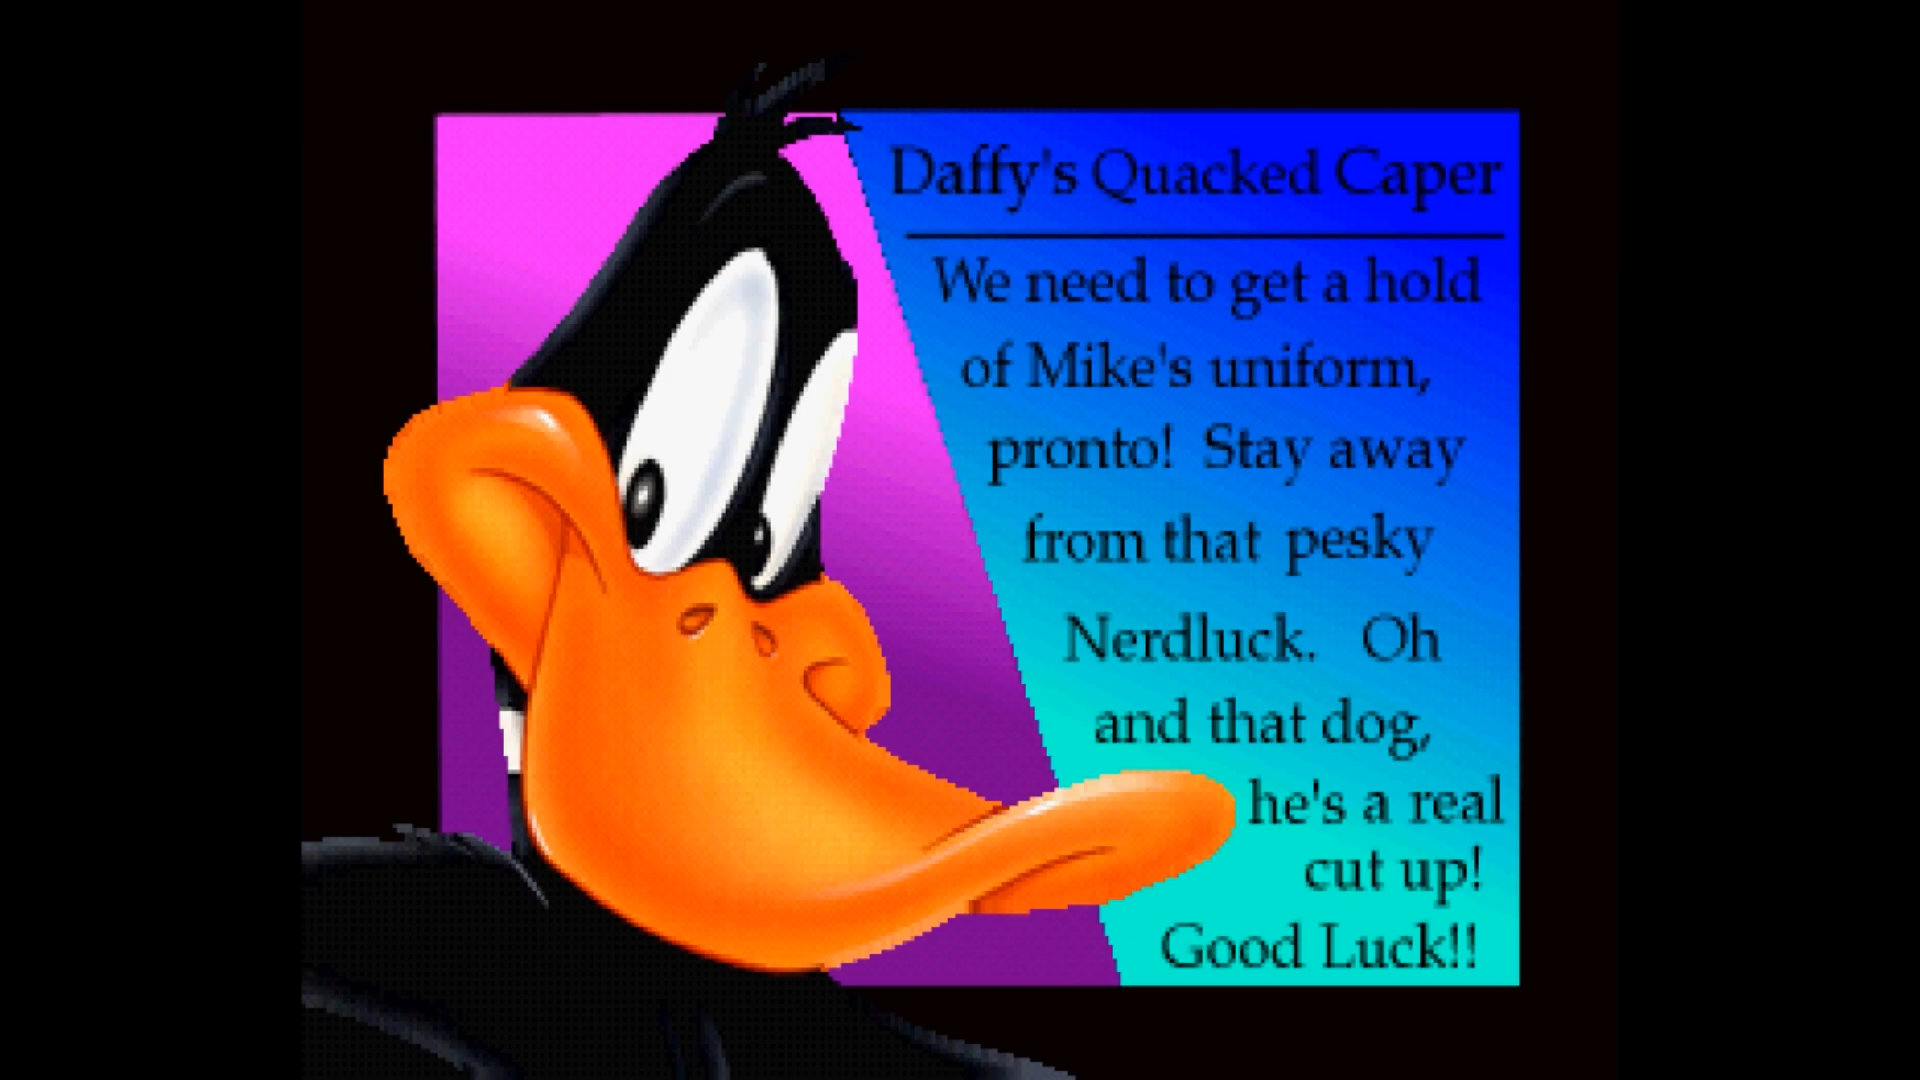 Daffy's Quacked Caper
We need to get a hold
of Mike's uniform,
pronto! Stay away
from that pesky
Nerdluck. Oh
and that dog,
he's a real
cut up!
Good Luck!!